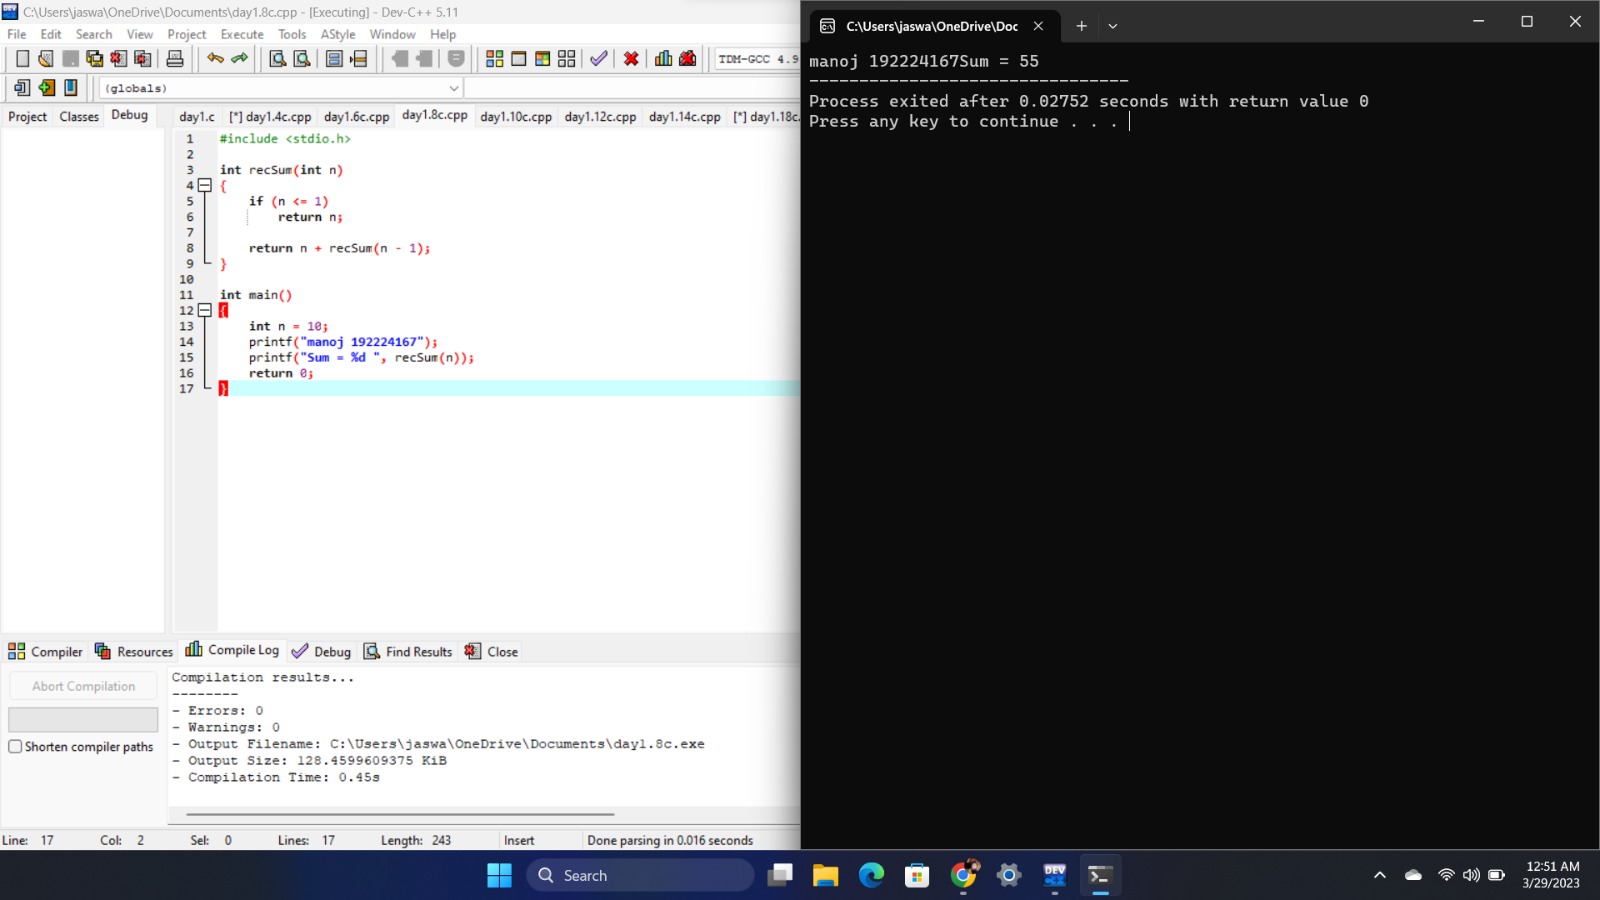 C:\Users\jaswa\OneDrive\Documents\day1.8c.cpp - [Executing] - Dev-C++ 5.11
File Edit Search View Project Execute Tools AStyle Window Help
TDM-GCC 4.9
(globals)
Project Classes Debug
day1.c [*] day1.4c.cpp day1.6c.cpp day1.8c.cpp day1.10c.cpp day1.12c.cpp day1.14c.cpp [*] day1.18c.
1 #include <stdio.h>
2
3 int recSum(int n)
4 {
5 if (n <= 1)
6 return n;
7
8 return n + recSum(n - 1);
9 }
10
11 int main()
12 {
13 int n = 10;
14 printf("manoj 192224167");
15 printf("Sum = %d ", recSum(n));
16 return 0;
17 }
Compiler Resources Compile Log Debug Find Results Close
Abort Compilation
Shorten compiler paths
Compilation results...
--------
- Errors: 0
- Warnings: 0
- Output Filename: C:\Users\jaswa\OneDrive\Documents\day1.8c.exe
- Output Size: 128.4599609375 KiB
- Compilation Time: 0.45s
Line: 17 Col: 2 Sel: 0 Lines: 17 Length: 243 Insert Done parsing in 0.016 seconds
C:\Users\jaswa\OneDrive\Doc
manoj 192224167Sum = 55
--------------------------------
Process exited after 0.02752 seconds with return value 0
Press any key to continue . . .
Search
DEV
12:51 AM
3/29/2023